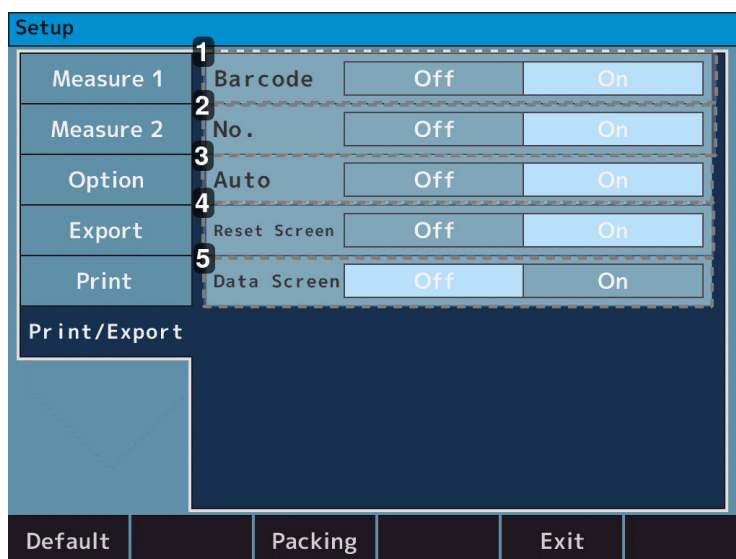 Setup
Measure 1
Measure 2
Option
Export
Print
Print/Export
1
Barcode Off On
2
No. Off On
3
Auto Off On
4
Reset Screen Off On
5
Data Screen Off On
Default Packing Exit